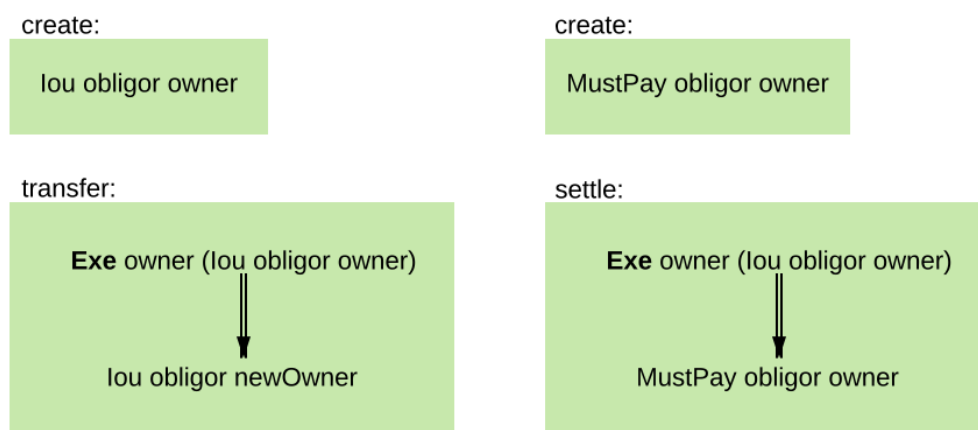 create:
Iou obligor owner
create:
MustPay obligor owner
transfer:
Exe owner (Iou obligor owner)
Iou obligor newOwner
settle:
Exe owner (Iou obligor owner)
MustPay obligor owner